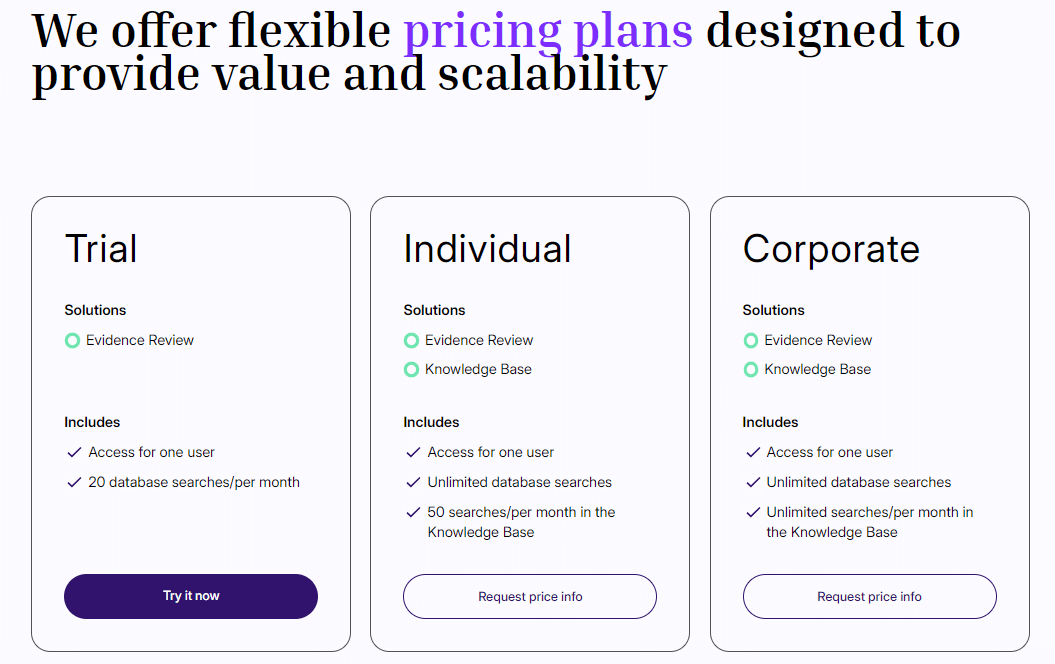 We offer flexible pricing plans designed to
provide value and scalability
Trial
Solutions
Evidence Review
Includes
Access for one user
20 database searches/per month
Try it now
Individual
Solutions
Evidence Review
Knowledge Base
Includes
Access for one user
Unlimited database searches
50 searches/per month in the
Knowledge Base
Request price info
Corporate
Solutions
Evidence Review
Knowledge Base
Includes
Access for one user
Unlimited database searches
Unlimited searches/per month in
the Knowledge Base
Request price info